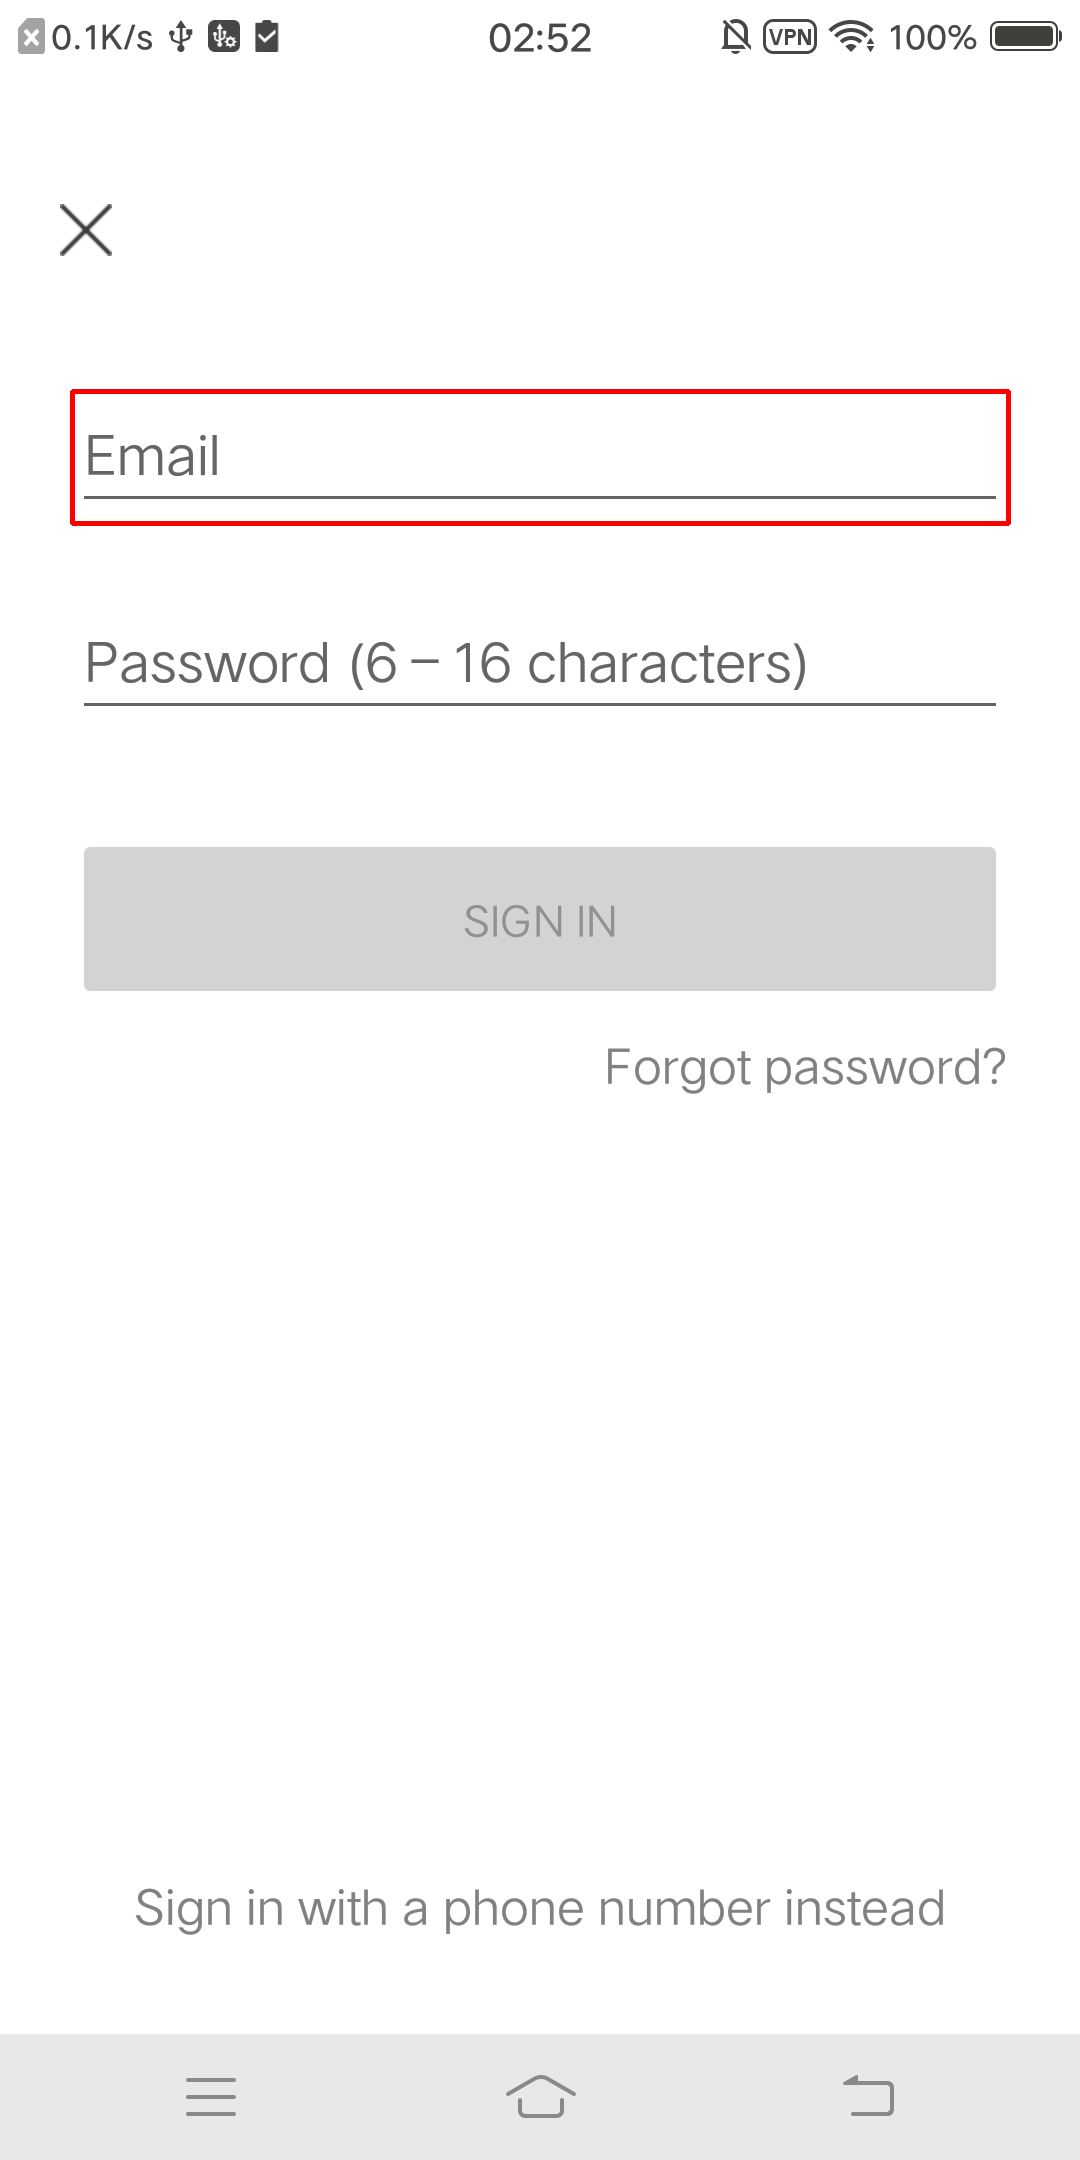 0.1K/s 02:52 VPN 100%
Email
Password (6 – 16 characters)
SIGN IN
Forgot password?
Sign in with a phone number instead